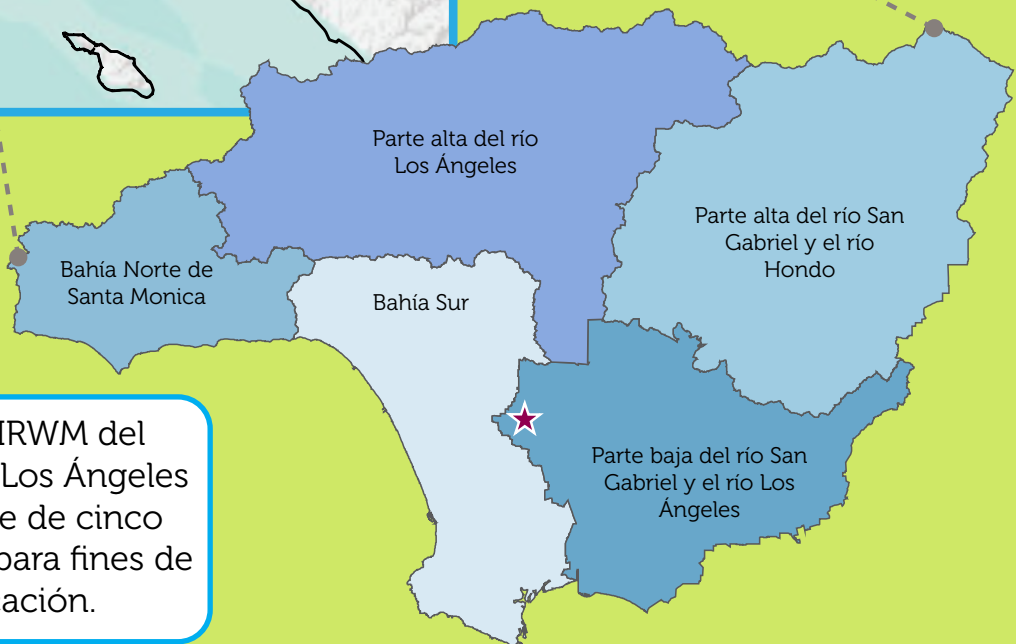 Parte alta del río
Los Ángeles
Parte alta del río San
Gabriel y el río
Hondo
Bahía Norte de
Santa Monica
Bahía Sur
Parte baja del río San
Gabriel y el río Los
Ángeles
IRWM del
Los Ángeles
de cinco
para fines de